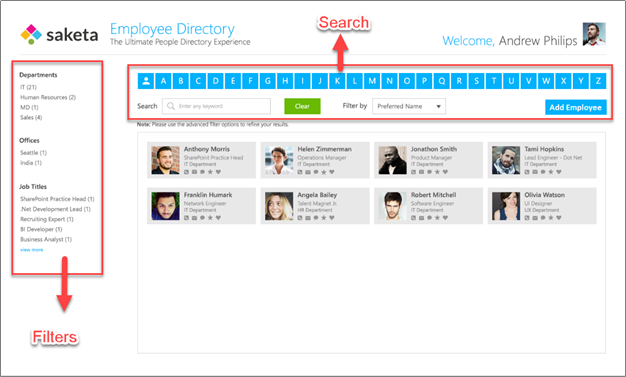 Search
saketa
Employee Directory
The Ultimate People Directory Experience
Welcome, Andrew Philips
Departments
IT (21)
Human Resources (2)
MD (1)
Sales (4)
Offices
Seattle (1)
India (1)
Job Titles
SharePoint Practice Head (1)
.Net Development Lead (1)
Recruiting Expert (1)
BI Developer (1)
Business Analyst (1)
view more
Filters
A B C D E F G H I J K L M N O P Q R S T U V W X Y Z
Search Enter any keyword Clear Filter by Preferred Name Add Employee
Note: Please use the advanced filter options to refine your results.
Anthony Morris
SharePoint Practice Head
IT Department
Helen Zimmerman
Operations Manager
IT Department
Jonathon Smith
Product Manager
IT Department
Tami Hopkins
Lead Engineer - Dot Net
IT Department
Franklin Humark
Network Engineer
IT Department
Angela Bailey
Talent Magnet Jr.
HR Department
Robert Mitchell
Software Engineer
IT Department
Olivia Watson
UI Designer
UX Department